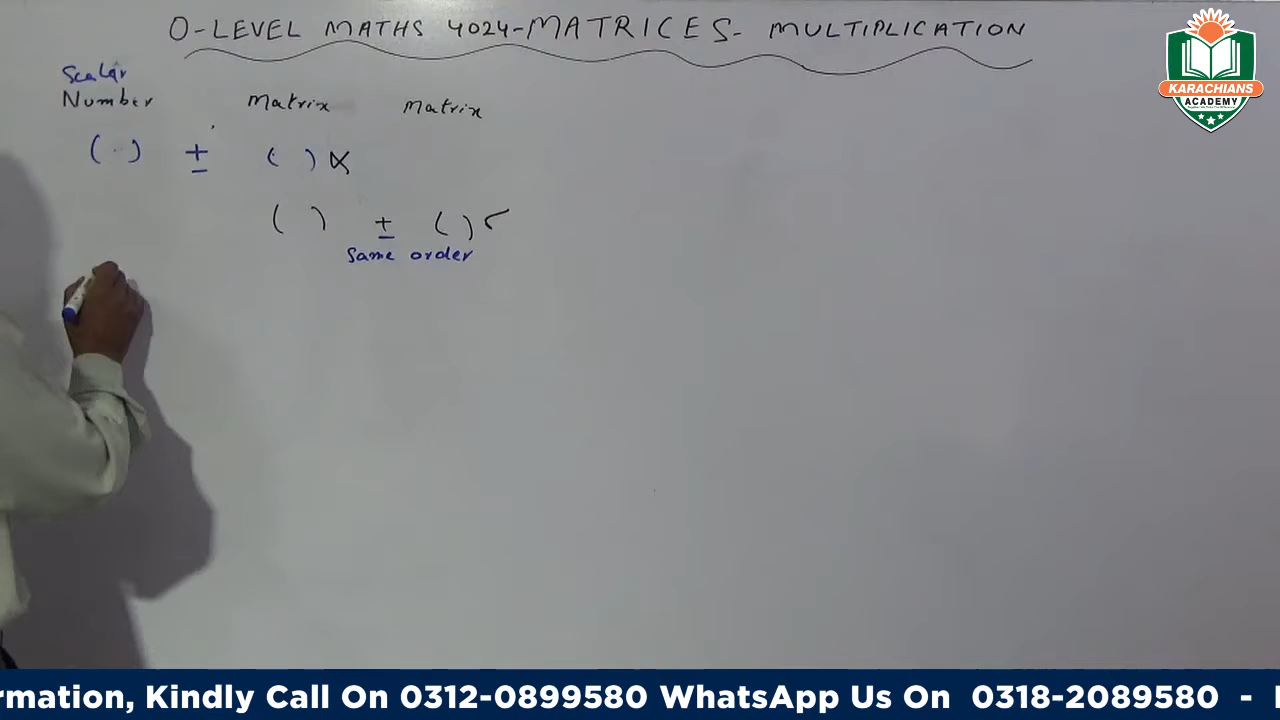 O-LEVEL MATHS 4024-MATRICES- MULTIPLICATION
Scalar
Number Matrix Matrix
(·) ± ( ) ×
( ) ± ( ) ✓
Same order
KARACHIANS
ACADEMY
rmation, Kindly Call On 0312-0899580 WhatsApp Us On 0318-2089580 -